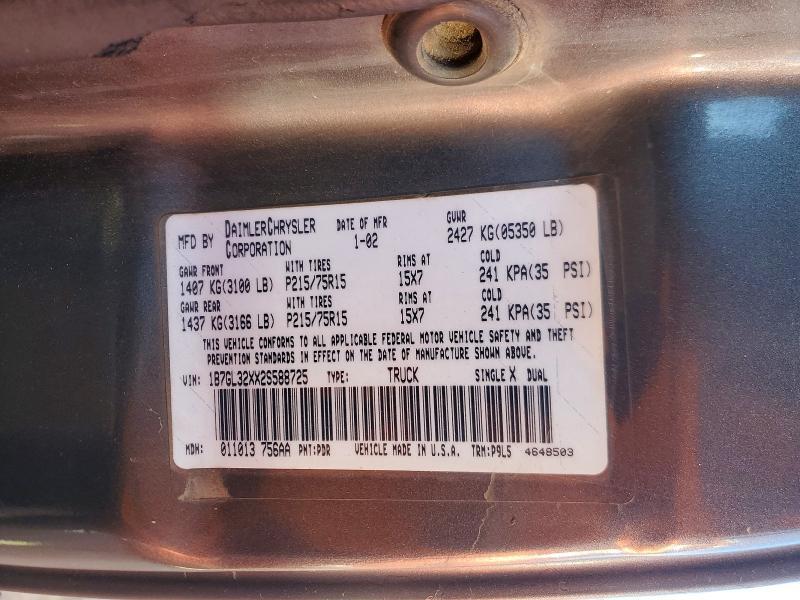 MFD BY DAIMLERCHRYSLER CORPORATION DATE OF MFR 1-02 GVWR 2427 KG(05350 LB)
GAWR FRONT WITH TIRES RIMS AT COLD
1407 KG(3100 LB) P215/75R15 15X7 241 KPA(35 PSI)
GAWR REAR WITH TIRES RIMS AT COLD
1437 KG(3166 LB) P215/75R15 15X7 241 KPA(35 PSI)
THIS VEHICLE CONFORMS TO ALL APPLICABLE FEDERAL MOTOR VEHICLE SAFETY AND THEFT
PREVENTION STANDARDS IN EFFECT ON THE DATE OF MANUFACTURE SHOWN ABOVE.
VIN: 1B7GL32XX2S588725 TYPE: TRUCK SINGLE X DUAL
MDH: 011013 756AA PNT:PDR VEHICLE MADE IN U.S.A. TRM:P9L5 4648503